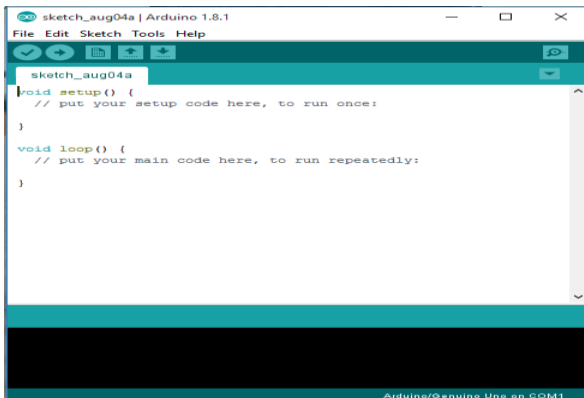 sketch_aug04a | Arduino 1.8.1
File Edit Sketch Tools Help
sketch_aug04a
void setup() {
  // put your setup code here, to run once:
}
void loop() {
  // put your main code here, to run repeatedly:
}
Arduino/Genuino Uno on COM1